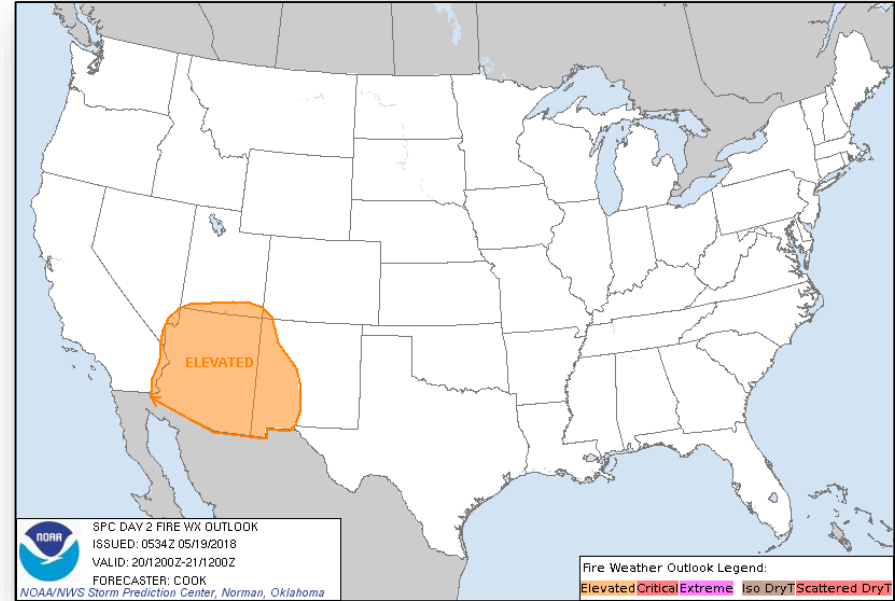 ELEVATED
NOAA
SPC DAY 2 FIRE WX OUTLOOK
ISSUED: 0534Z 05/19/2018
VALID: 20/1200Z-21/1200Z
FORECASTER: COOK
NOAA/NWS Storm Prediction Center, Norman, Oklahoma
Fire Weather Outlook Legend:
Elevated Critical Extreme Iso DryT Scattered DryT